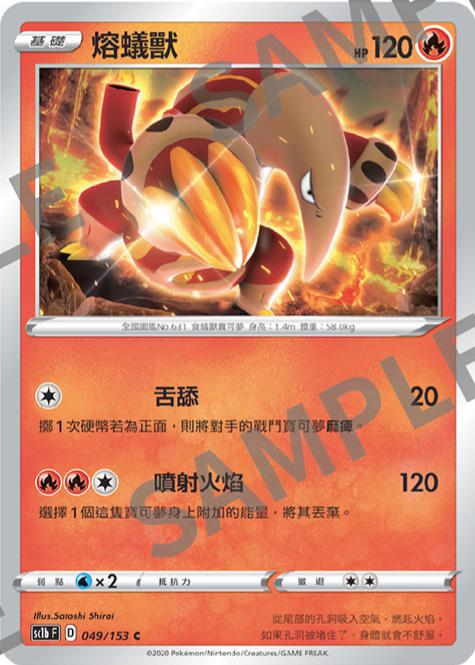 基礎 熔蟻獸 HP 120
全國圖鑑No.631 食蟻獸寶可夢 身高：1.4m 體重：58.0kg
舌舔 20
擲1次硬幣若為正面，則將對手的戰鬥寶可夢麻痺。
噴射火焰 120
選擇1個這隻寶可夢身上附加的能量，將其丟棄。
弱點 ×2 抵抗力 撤退
Illus.Satoshi Shirai
sc1b F D 049/153 C
從尾部的孔洞吸入空氣，燃起火焰。
如果孔洞被堵住了，身體就會不舒服。
©2020 Pokémon/Nintendo/Creatures/GAME FREAK.
SAMPLE
SAMPLE